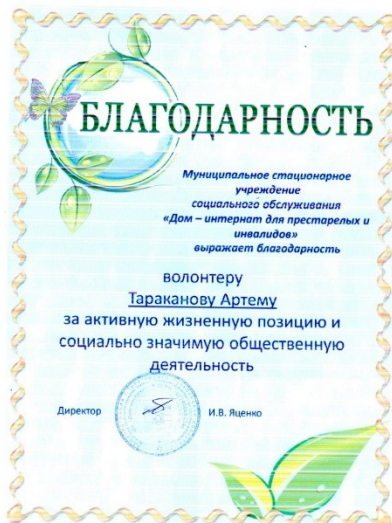 БЛАГОДАРНОСТЬ
Муниципальное стационарное
учреждение
социального обслуживания
«Дом – интернат для престарелых и
инвалидов»
выражает благодарность
волонтеру
Тараканову Артему
за активную жизненную позицию и
социально значимую общественную
деятельность
Директор И.В. Яценко